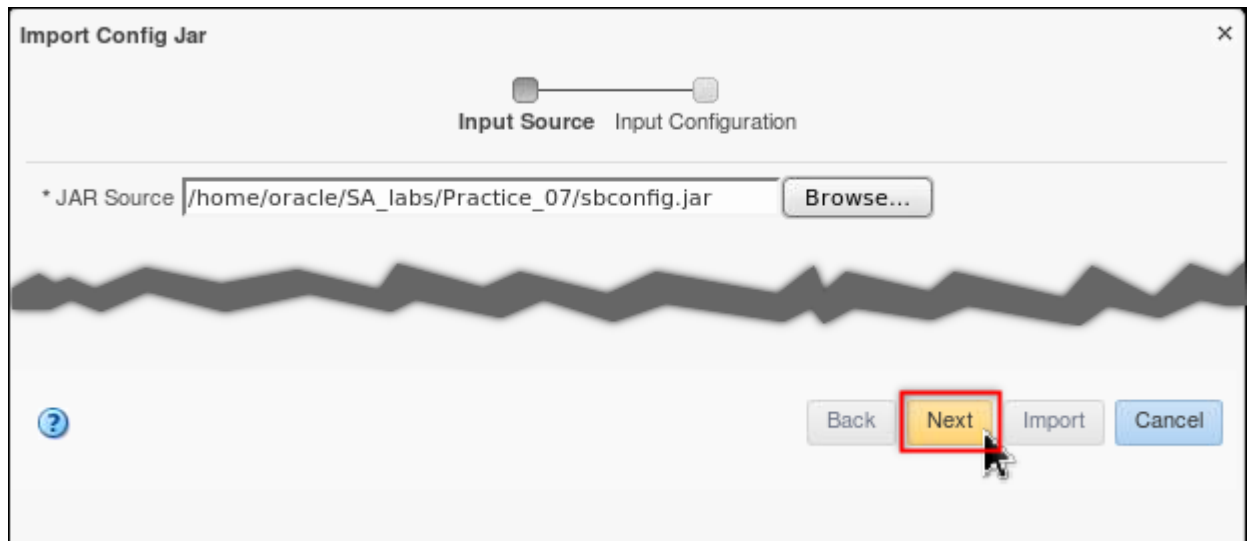 Import Config Jar ×
Input Source Input Configuration
* JAR Source /home/oracle/SA_labs/Practice_07/sbconfig.jar Browse...
? Back Next Import Cancel